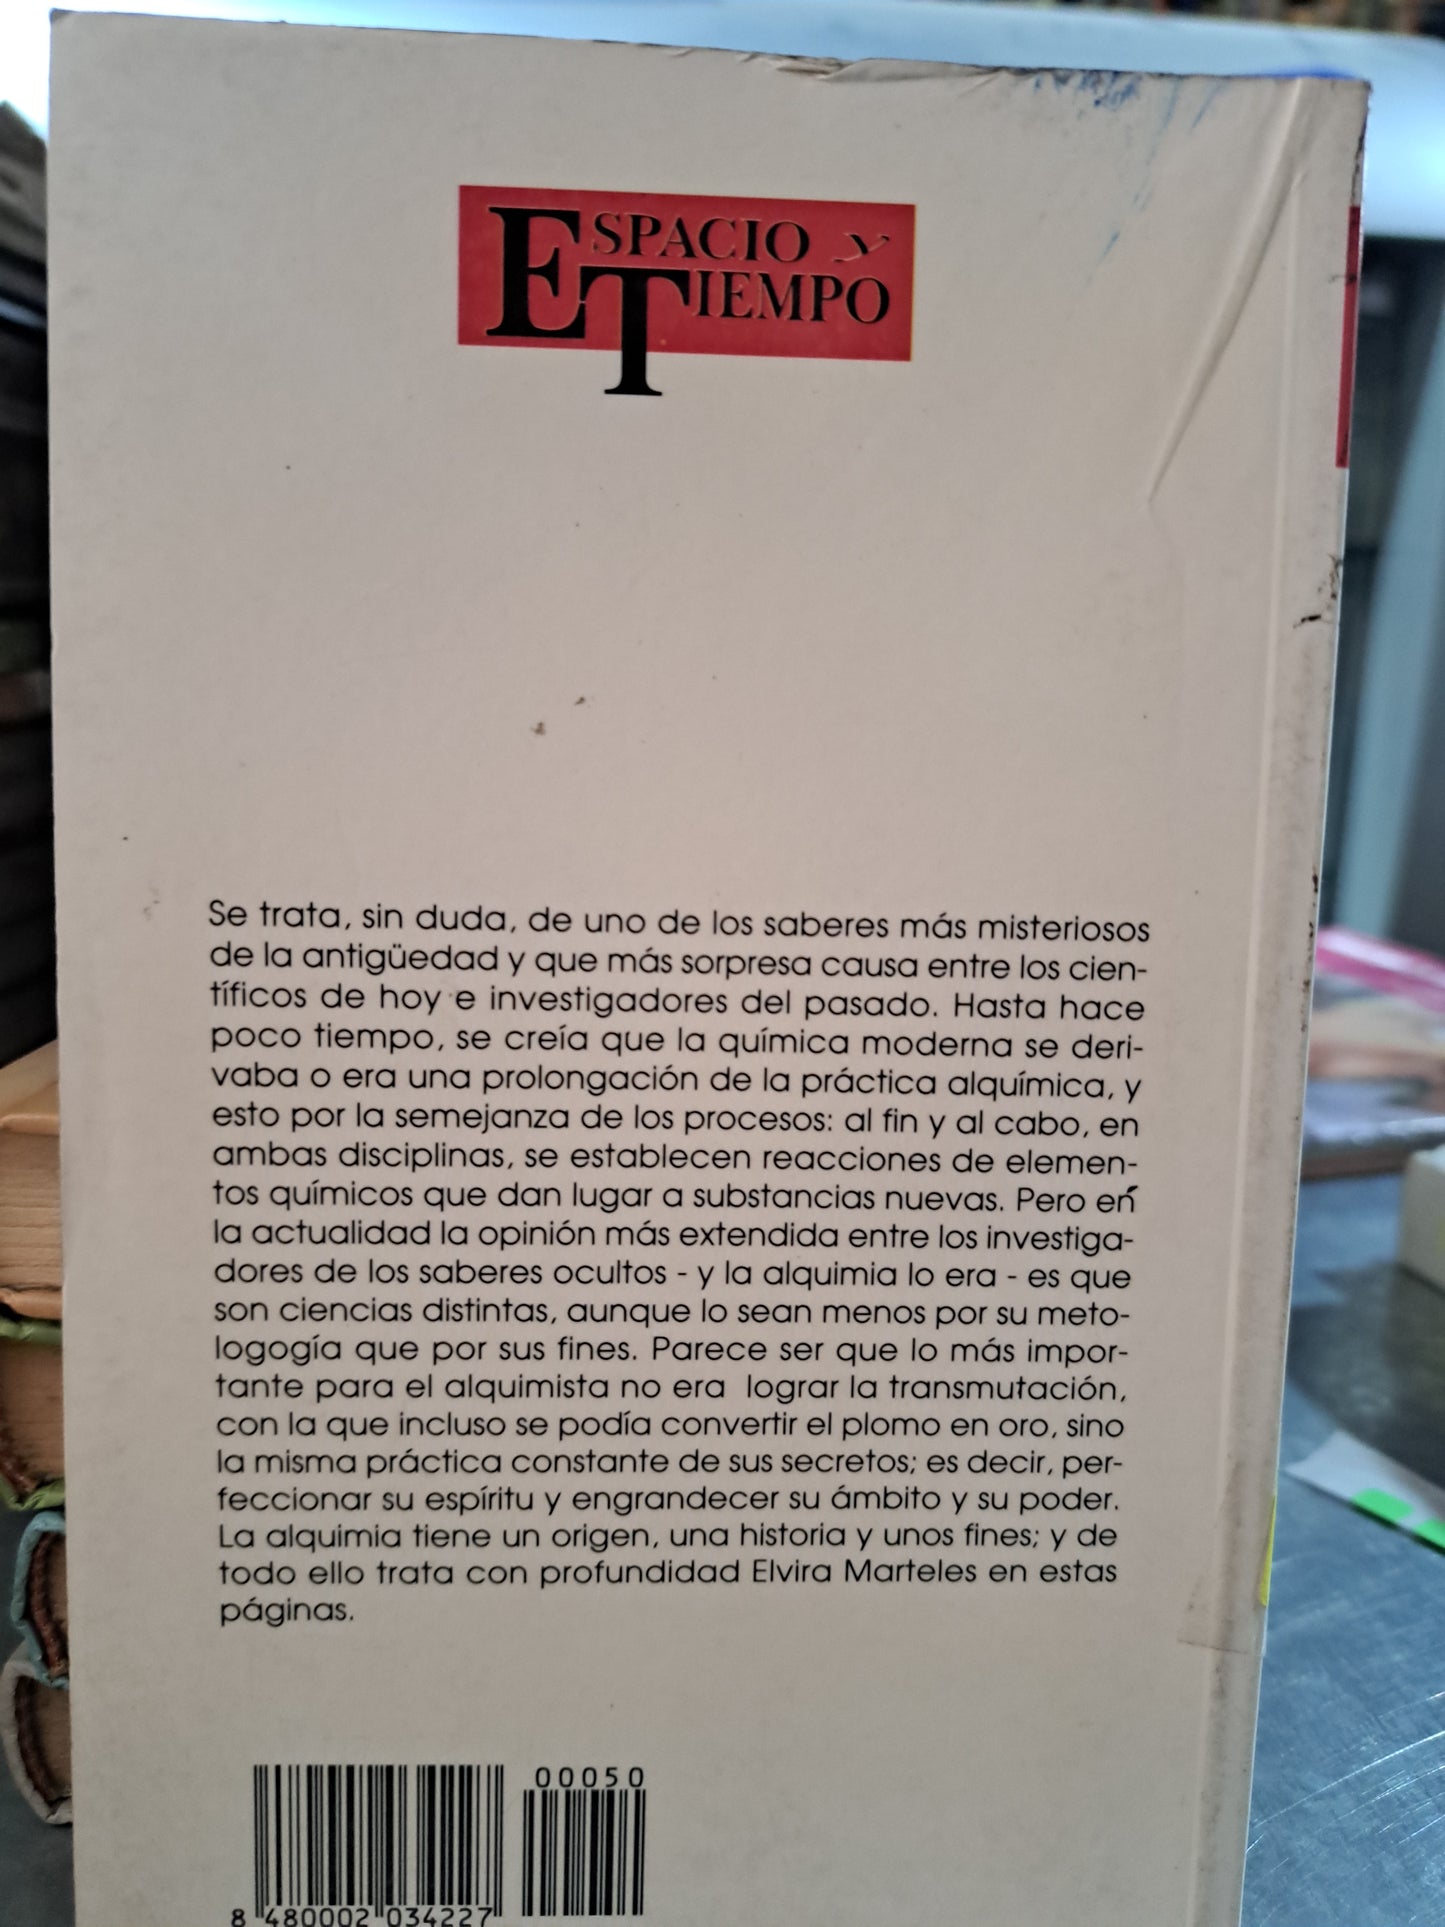 ESPACIO y
TIEMPO
Se trata, sin duda, de uno de los saberes más misteriosos
de la antigüedad y que más sorpresa causa entre los cien-
tíficos de hoy e investigadores del pasado. Hasta hace
poco tiempo, se creía que la química moderna se deri-
vaba o era una prolongación de la práctica alquímica, y
esto por la semejanza de los procesos: al fin y al cabo, en
ambas disciplinas, se establecen reacciones de elemen-
tos químicos que dan lugar a substancias nuevas. Pero en
la actualidad la opinión más extendida entre los investiga-
dores de los saberes ocultos - y la alquimia lo era - es que
son ciencias distintas, aunque lo sean menos por su meto-
logogía que por sus fines. Parece ser que lo más impor-
tante para el alquimista no era lograr la transmutación,
con la que incluso se podía convertir el plomo en oro, sino
la misma práctica constante de sus secretos; es decir, per-
feccionar su espíritu y engrandecer su ámbito y su poder.
La alquimia tiene un origen, una historia y unos fines; y de
todo ello trata con profundidad Elvira Marteles en estas
páginas.
00050
8 480002 034227